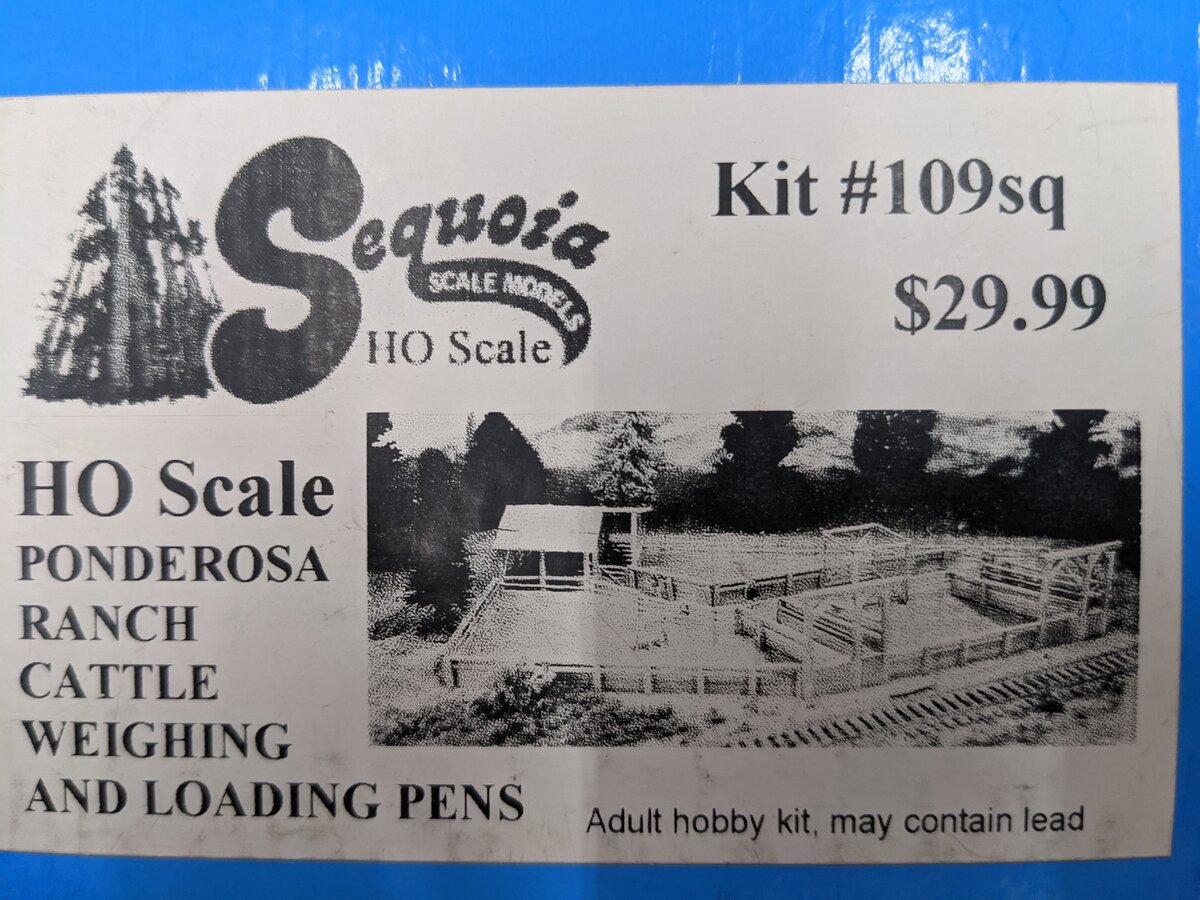 Sequoia
SCALE MODELS
HO Scale
Kit #109sq
$29.99
HO Scale
PONDEROSA
RANCH
CATTLE
WEIGHING
AND LOADING PENS
Adult hobby kit, may contain lead